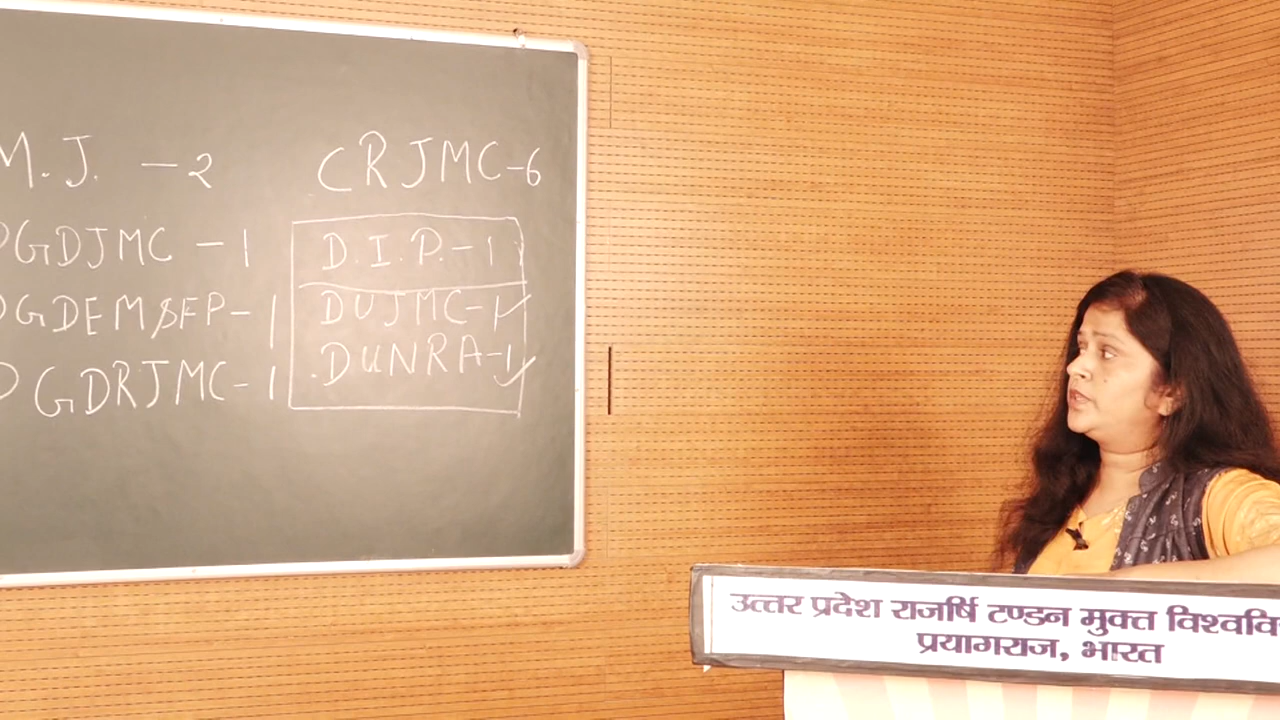 M.J. - 2
PGDJMC - 1
PGDEM&FP - 1
PGDRJMC - 1
CRJMC-6
D.I.P. - 1
DUJMC-1
DUNRA-1
उत्तर प्रदेश राजर्षि टण्डन मुक्त
प्रयागराज, भारत